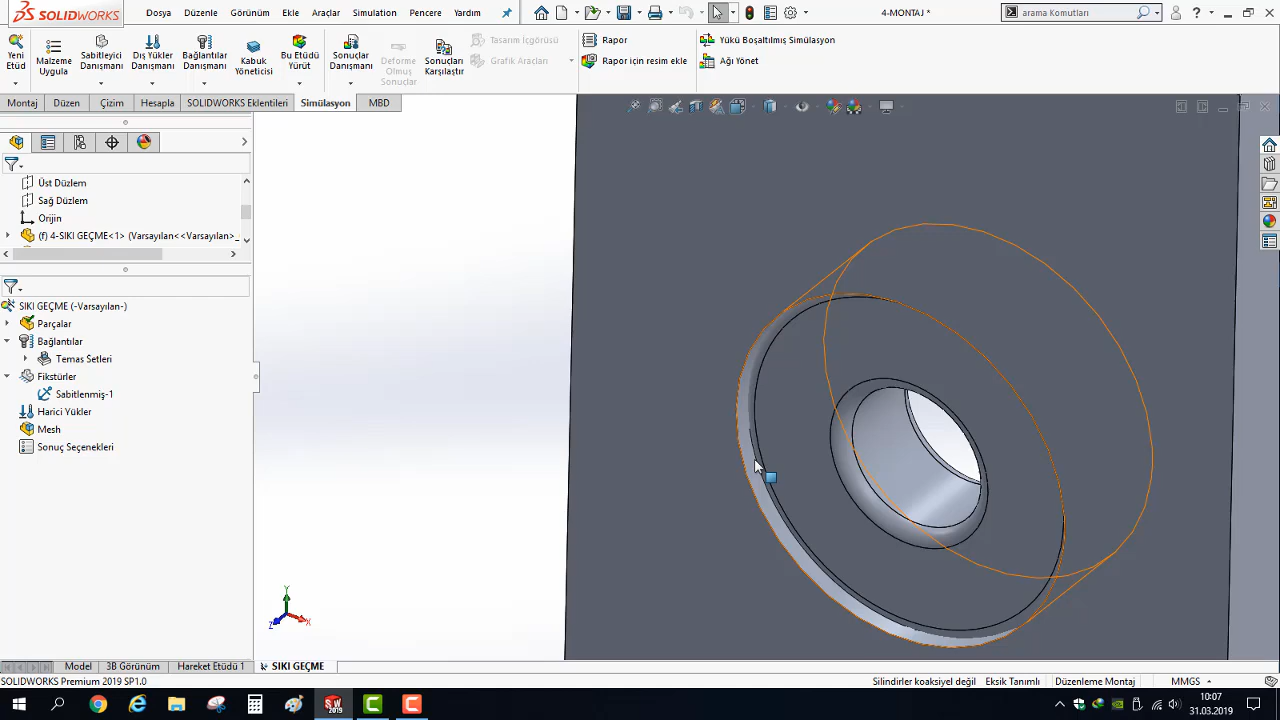 SOLIDWORKS
Dosya Düzenle Görünüm Ekle Araçlar Simulation Pencere Yardım
4-MONTAJ *
arama Komutları
Yeni Etüd
Malzeme Uygula
Sabitleyici Danışmanı
Dış Yükler Danışmanı
Bağlantılar Danışmanı
Kabuk Yöneticisi
Bu Etüdü Yürüt
Sonuçlar Danışmanı
Deforme Olmuş Sonuçlar
Sonuçları Karşılaştır
Tasarım İçgörüsü
Grafik Araçları
Rapor
Rapor için resim ekle
Yükü Boşaltılmış Simülasyon
Ağı Yönet
Montaj Düzen Çizim Hesapla SOLIDWORKS Eklentileri Simülasyon MBD
Üst Düzlem
Sağ Düzlem
Orijin
(f) 4-SIKI GEÇME<1> (Varsayılan<<Varsayılan>_
SIKI GEÇME (-Varsayılan-)
Parçalar
Bağlantılar
Temas Setleri
Fikstürler
Sabitlenmiş-1
Harici Yükler
Mesh
Sonuç Seçenekleri
Y
Z
X
Model 3B Görünüm Hareket Etüdü 1 SIKI GEÇME
SOLIDWORKS Premium 2019 SP1.0
Silindirler koaksiyel değil Eksik Tanımlı Düzenleme Montaj MMGS
SW 2019
10:07
31.03.2019